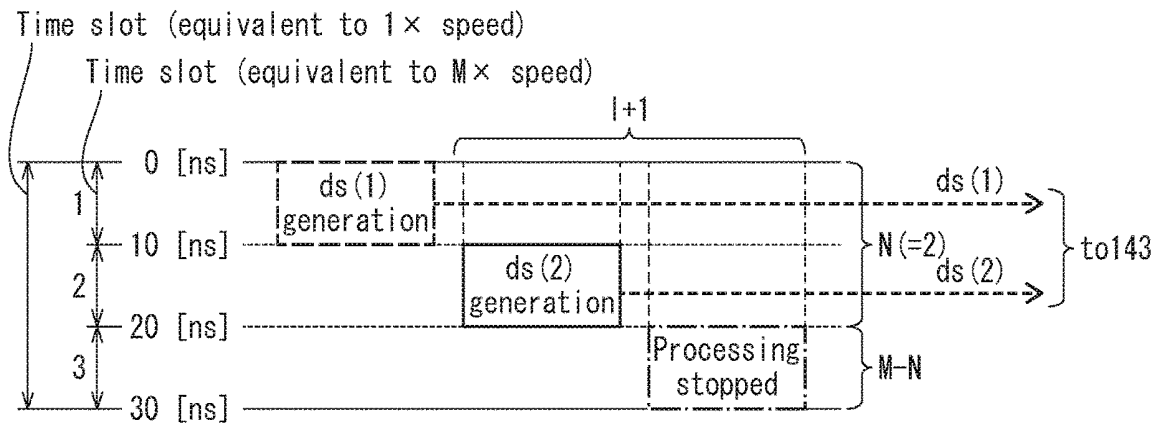 Time slot (equivalent to 1× speed)
Time slot (equivalent to M× speed)
I+1
0 [ns]
ds(1)
generation
ds(1)
1
10 [ns]
N(=2)
to143
ds(2)
generation
ds(2)
2
20 [ns]
Processing
stopped
3
M-N
30 [ns]